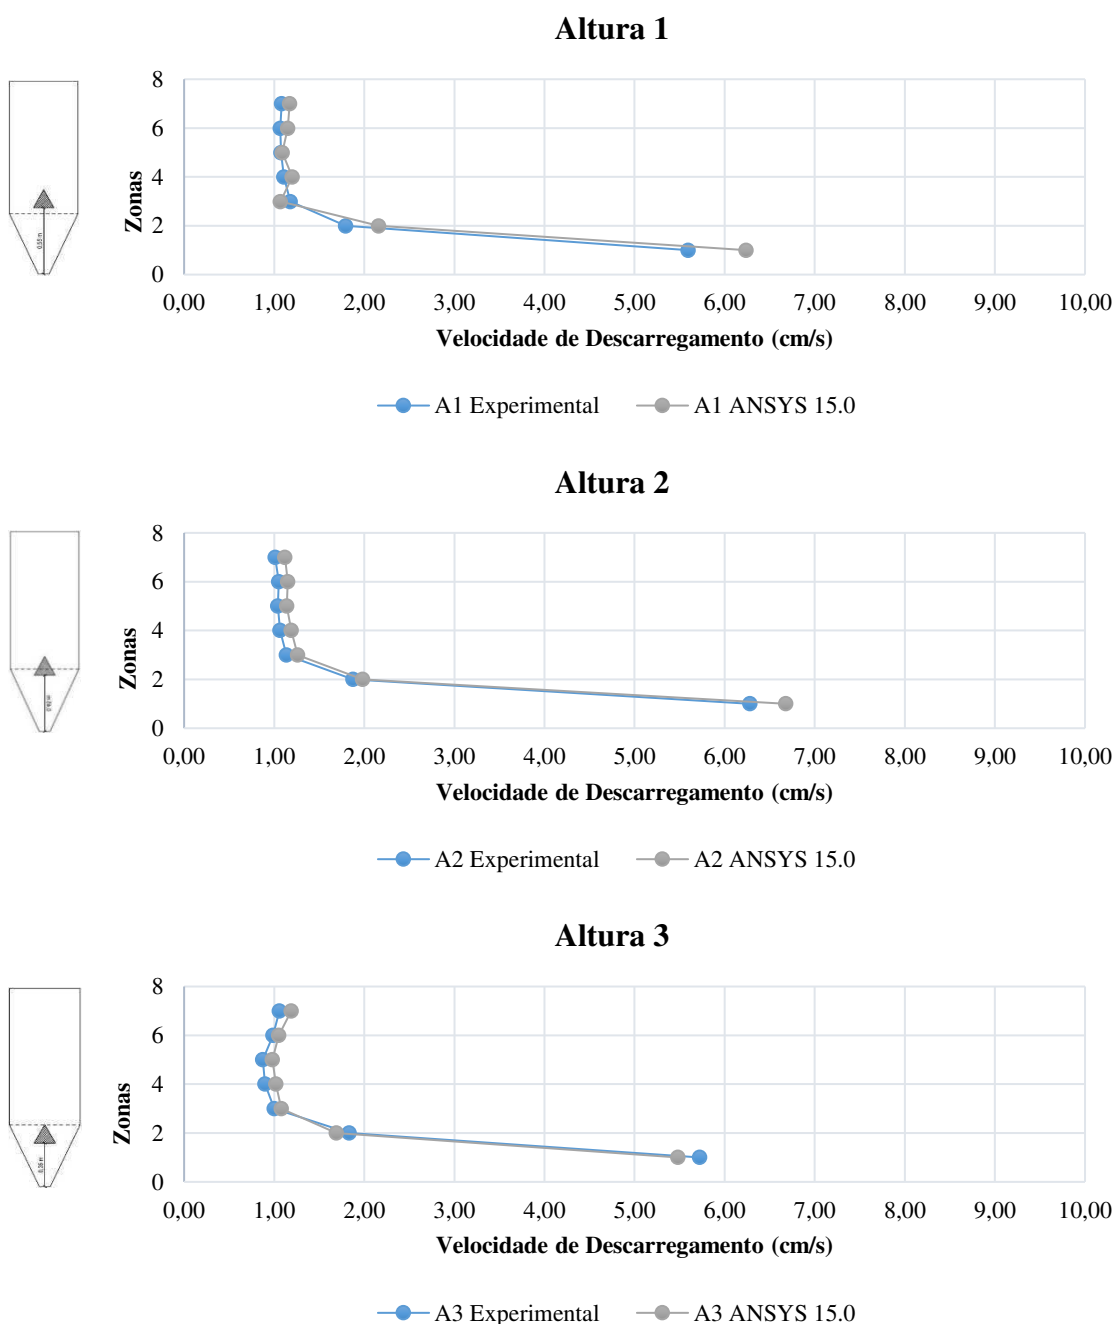 Altura 1
8
6
4
2
0
Zonas
0,00 1,00 2,00 3,00 4,00 5,00 6,00 7,00 8,00 9,00 10,00
Velocidade de Descarregamento (cm/s)
A1 Experimental A1 ANSYS 15.0
Altura 2
8
6
4
2
0
Zonas
0,00 1,00 2,00 3,00 4,00 5,00 6,00 7,00 8,00 9,00 10,00
Velocidade de Descarregamento (cm/s)
A2 Experimental A2 ANSYS 15.0
Altura 3
8
6
4
2
0
Zonas
0,00 1,00 2,00 3,00 4,00 5,00 6,00 7,00 8,00 9,00 10,00
Velocidade de Descarregamento (cm/s)
A3 Experimental A3 ANSYS 15.0